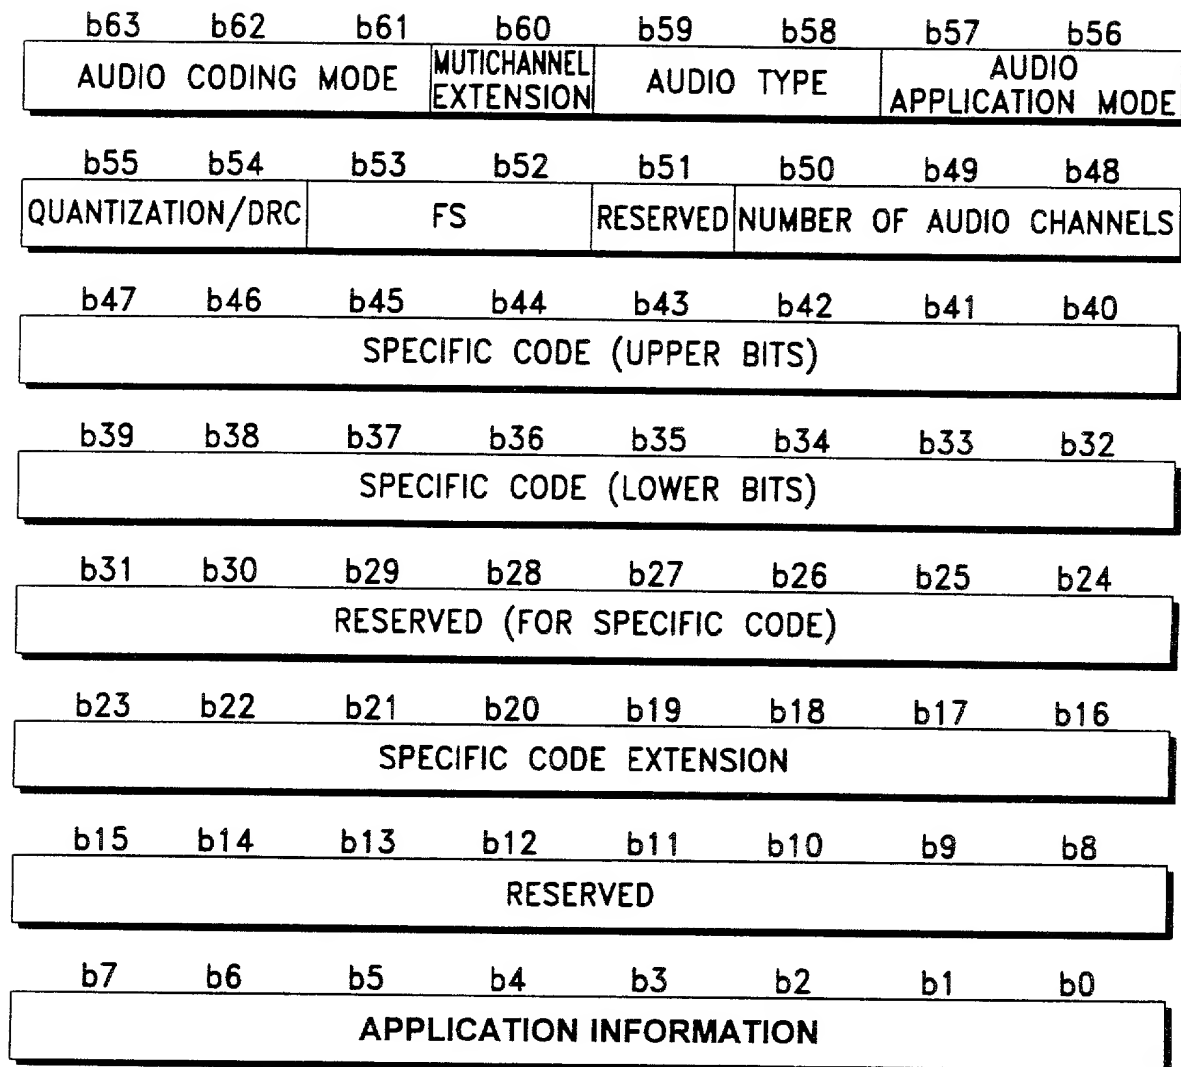 b63 b62 b61 b60 b59 b58 b57 b56
AUDIO CODING MODE
MUTICHANNEL
EXTENSION
AUDIO TYPE
AUDIO
APPLICATION MODE
b55 b54 b53 b52 b51 b50 b49 b48
QUANTIZATION/DRC FS RESERVED NUMBER OF AUDIO CHANNELS
b47 b46 b45 b44 b43 b42 b41 b40
SPECIFIC CODE (UPPER BITS)
b39 b38 b37 b36 b35 b34 b33 b32
SPECIFIC CODE (LOWER BITS)
b31 b30 b29 b28 b27 b26 b25 b24
RESERVED (FOR SPECIFIC CODE)
b23 b22 b21 b20 b19 b18 b17 b16
SPECIFIC CODE EXTENSION
b15 b14 b13 b12 b11 b10 b9 b8
RESERVED
b7 b6 b5 b4 b3 b2 b1 b0
APPLICATION INFORMATION